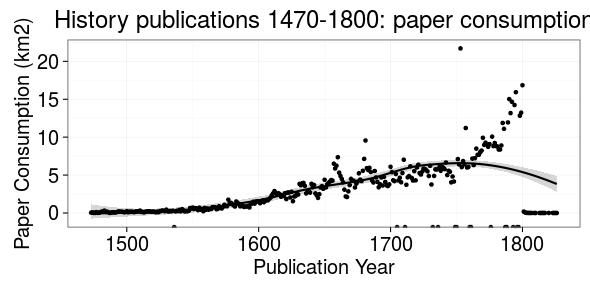 History publications 1470-1800: paper consumption
Paper Consumption (km2)
20
15
10
5
0
1500 1600 1700 1800
Publication Year